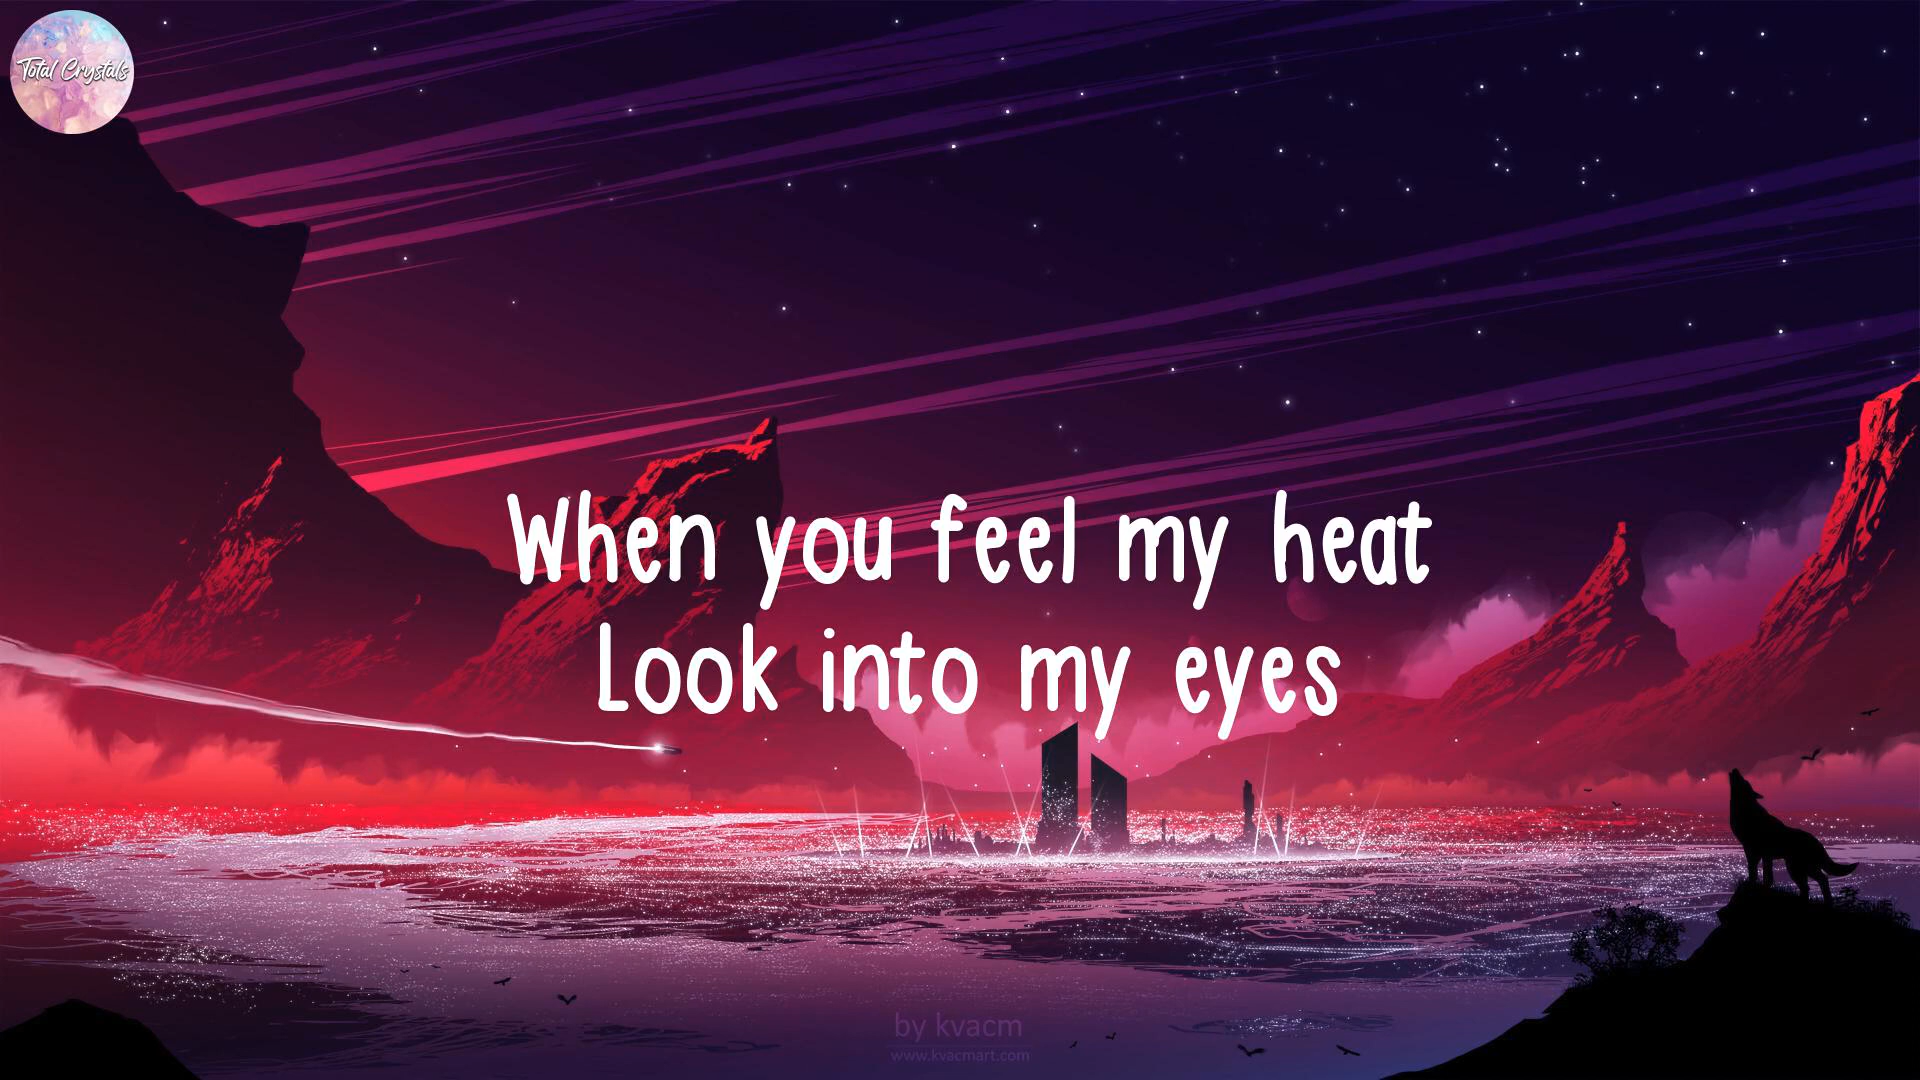 Total Crystals
When you feel my heat
Look into my eyes
by kvacm
www.kvacmart.com